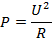 P = U²/R